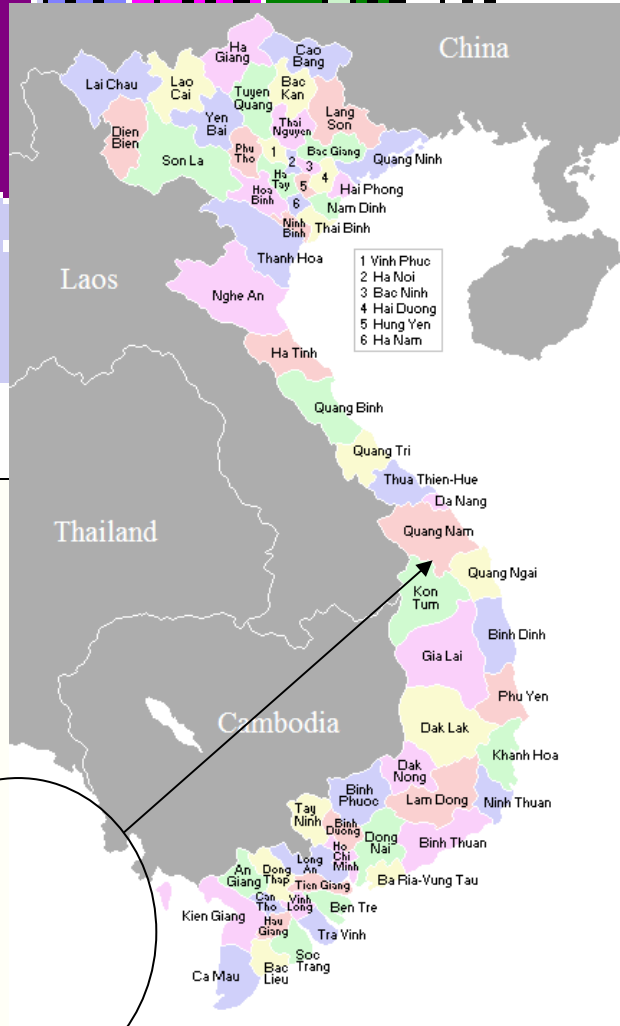 China
Ha
Giang
Cao
Bang
Lai Chau
Lao
Cai
Tuyen
Quang
Bac
Kan
Lang
Son
Yen
Bai
Thai
Nguyen
Dien
Bien
Son La
Phu
Tho
1
Bac Giang
Quang Ninh
2
3
4
Ha
Tay
5
Hai Phong
Hoa
Binh
6
Nam Dinh
Ninh
Binh
Thai Binh
Thanh Hoa
1 Vinh Phuc
2 Ha Noi
3 Bac Ninh
4 Hai Duong
5 Hung Yen
6 Ha Nam
Laos
Nghe An
Ha Tinh
Quang Binh
Quang Tri
Thua Thien-Hue
Da Nang
Thailand
Quang Nam
Quang Ngai
Kon
Tum
Binh Dinh
Gia Lai
Phu Yen
Cambodia
Dak Lak
Khanh Hoa
Dak
Nong
Binh
Phuoc
Lam Dong
Ninh Thuan
Tay
Ninh
Binh
Duong
Dong
Nai
Binh Thuan
Ho
Chi
Minh
Long
An
An
Giang
Dong
Thap
Tien Giang
Ba Ria-Vung Tau
Can
Tho
Vinh
Long
Ben Tre
Kien Giang
Hau
Giang
Tra Vinh
Soc
Trang
Ca Mau
Bac
Lieu